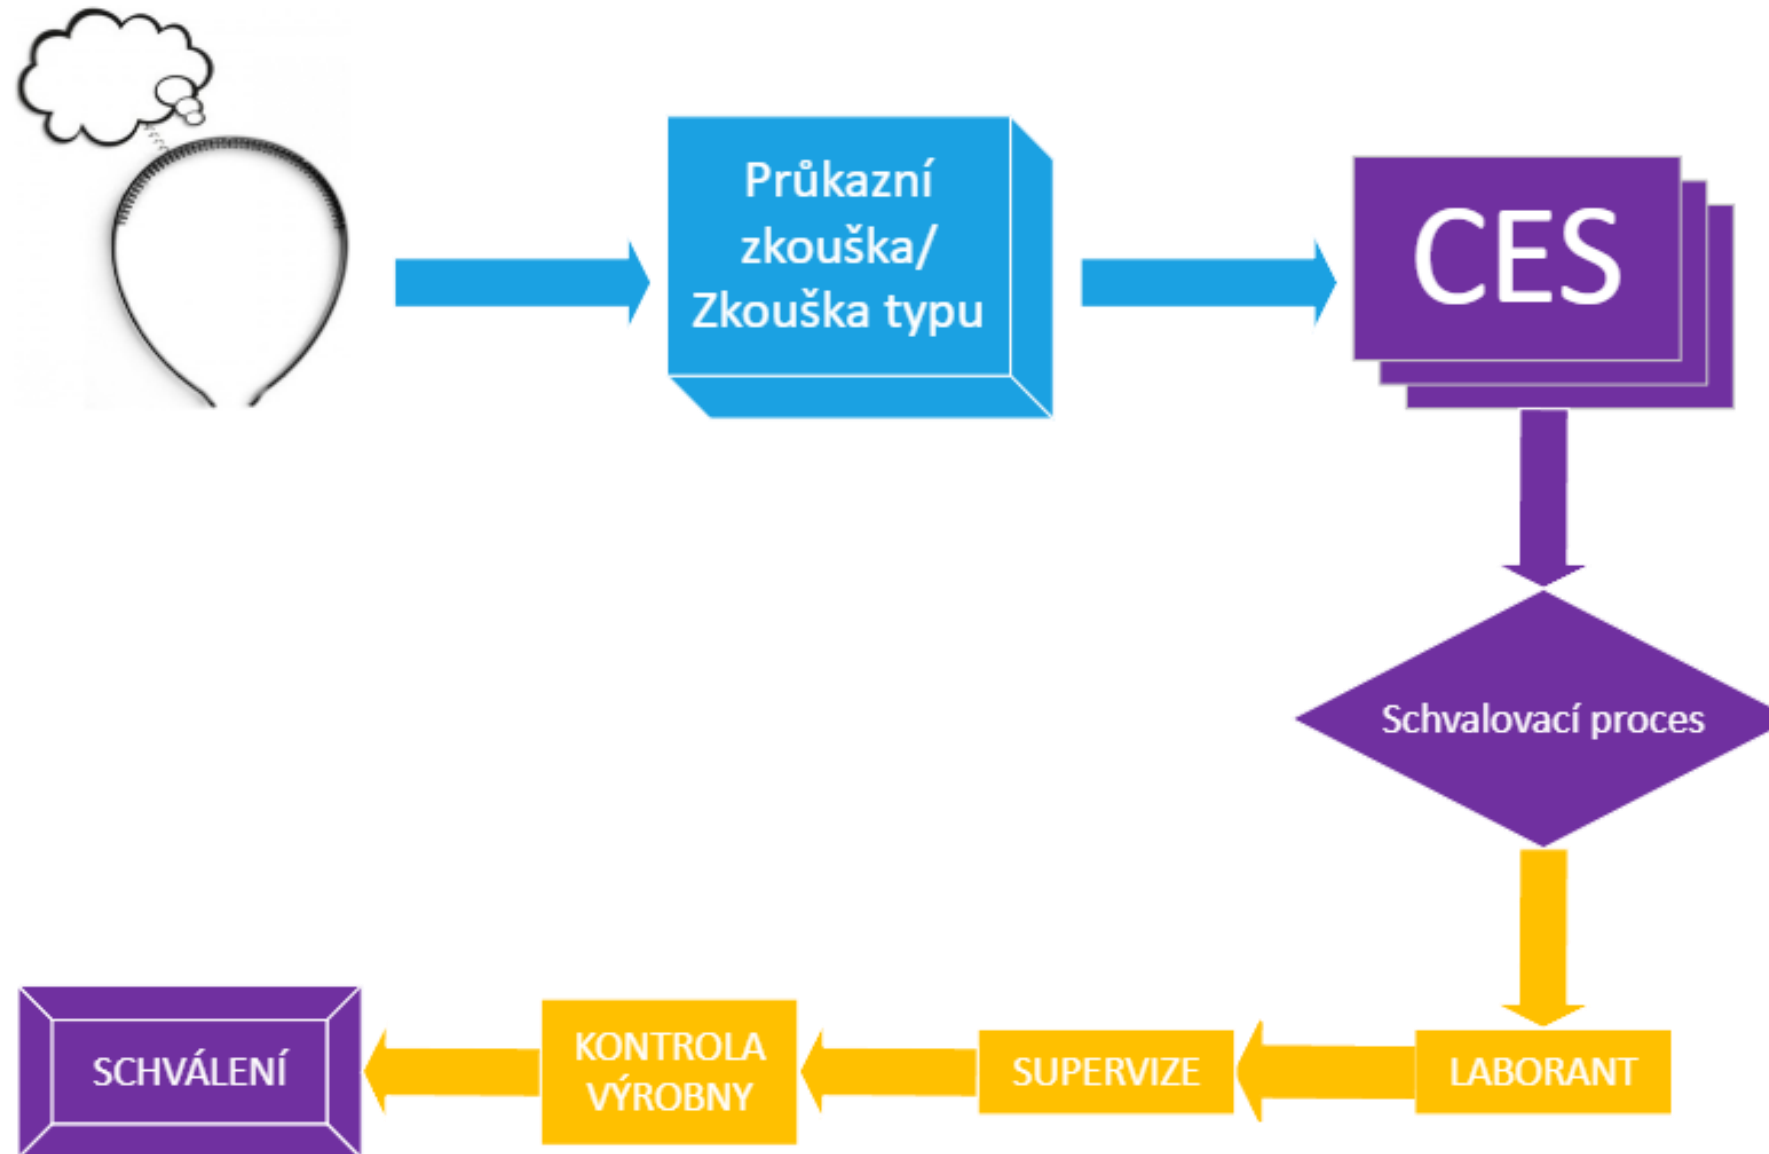 Průkazní
zkouška/
Zkouška typu
CES
Schvalovací proces
LABORANT
SUPERVIZE
KONTROLA
VÝROBNY
SCHVÁLENÍ